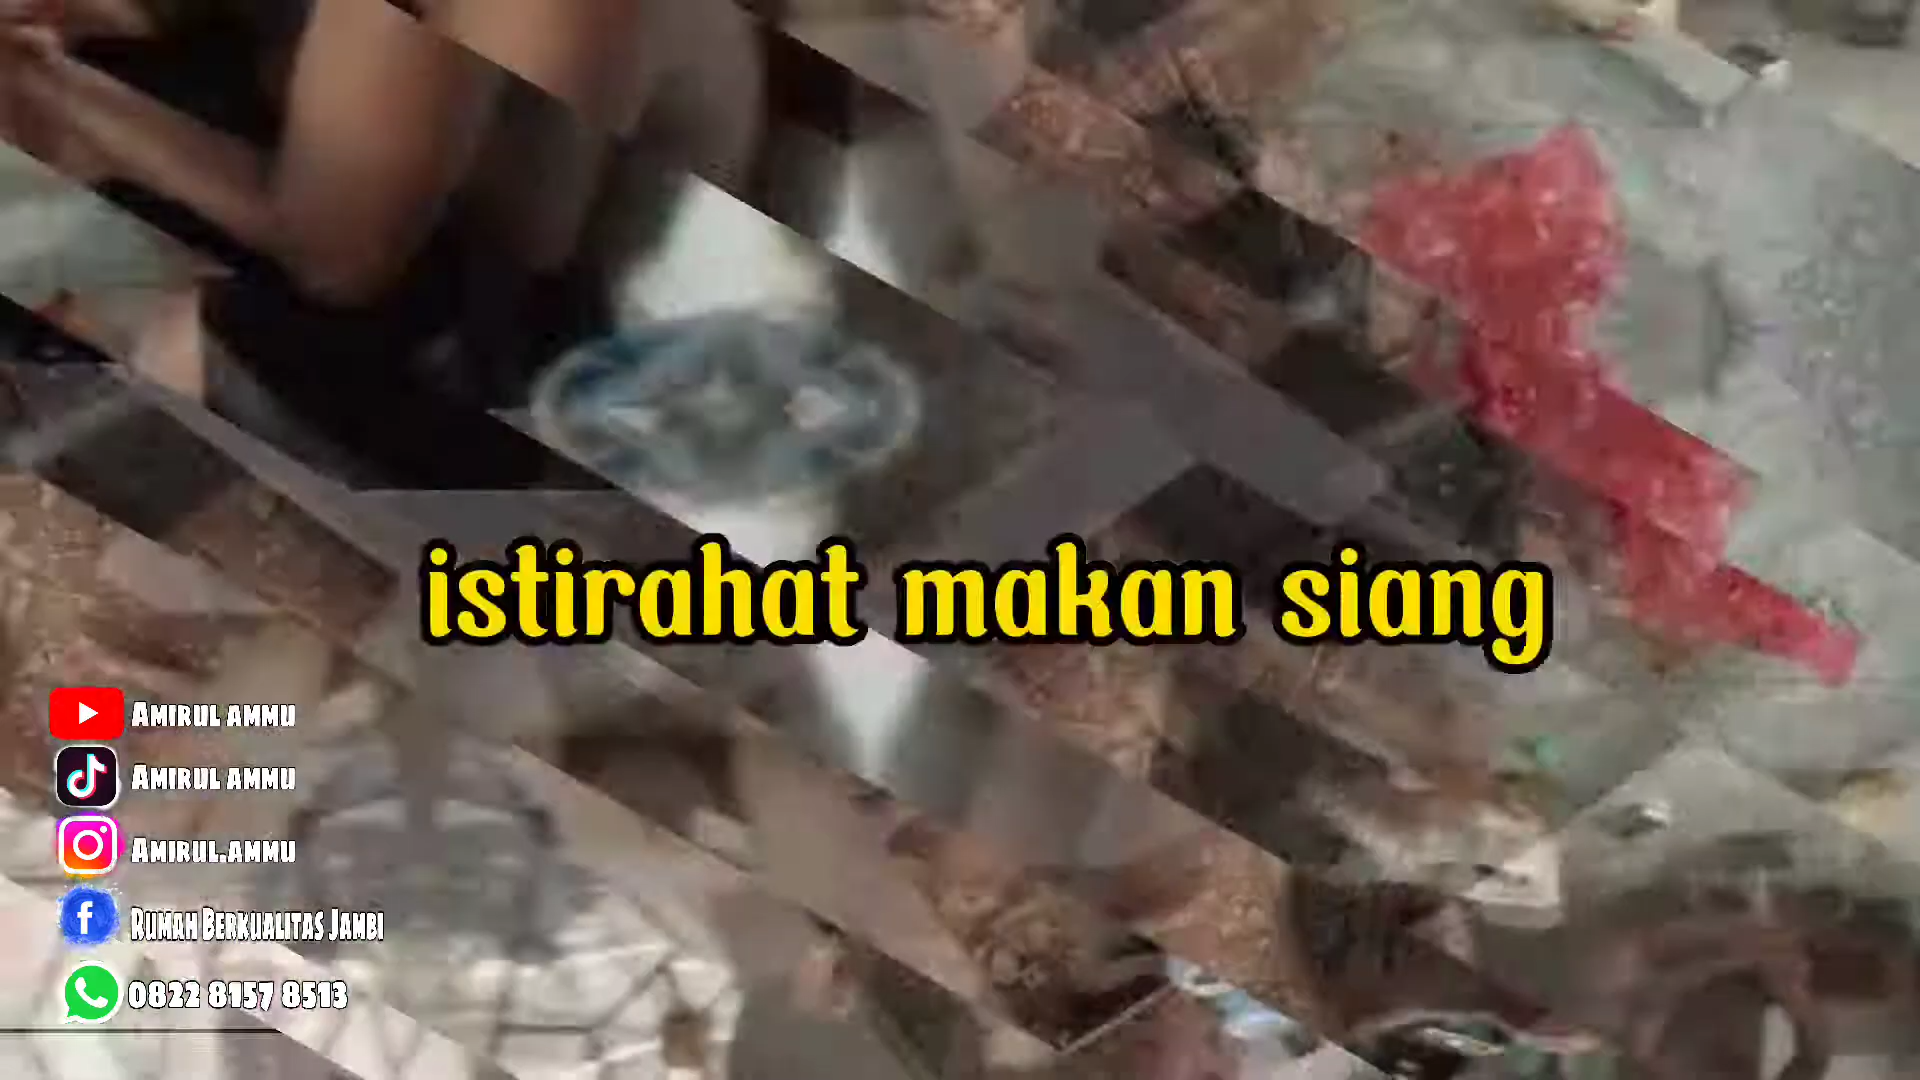 istirahat makan siang
Amirul ammu
Amirul ammu
Amirul.ammu
Rumah Berkualitas Jambi
0822 8157 8513